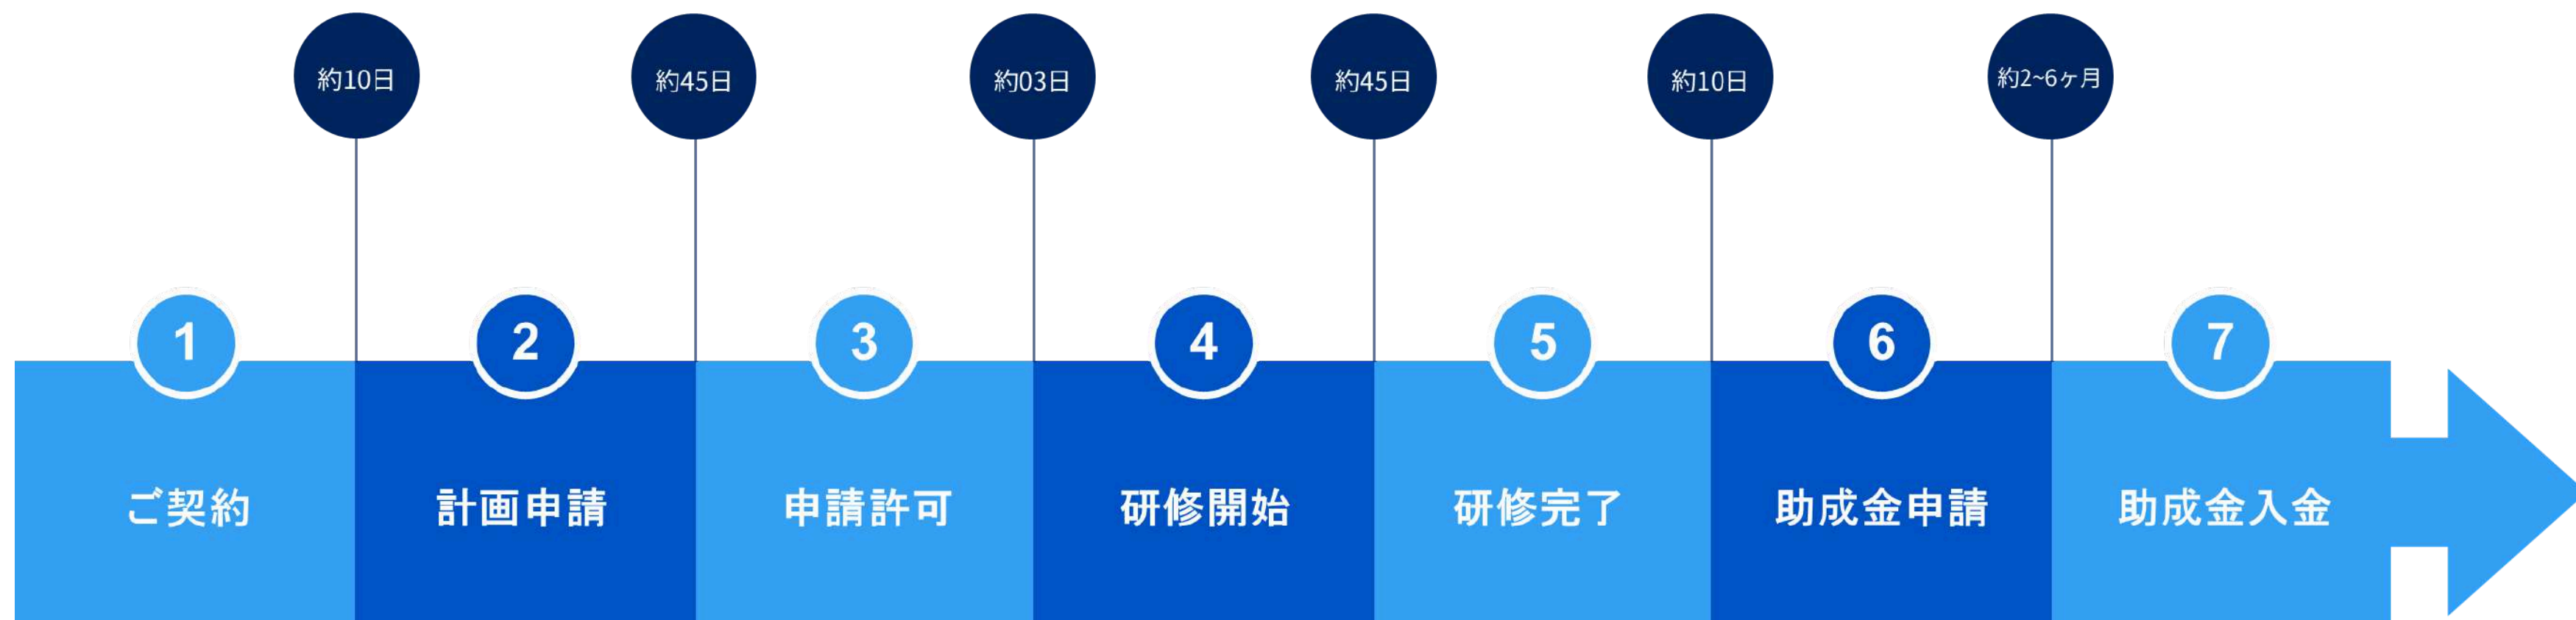 約10日
約45日
約03日
約45日
約10日
約2~6ヶ月
1
2
3
4
5
6
7
ご契約
計画申請
申請許可
研修開始
研修完了
助成金申請
助成金入金